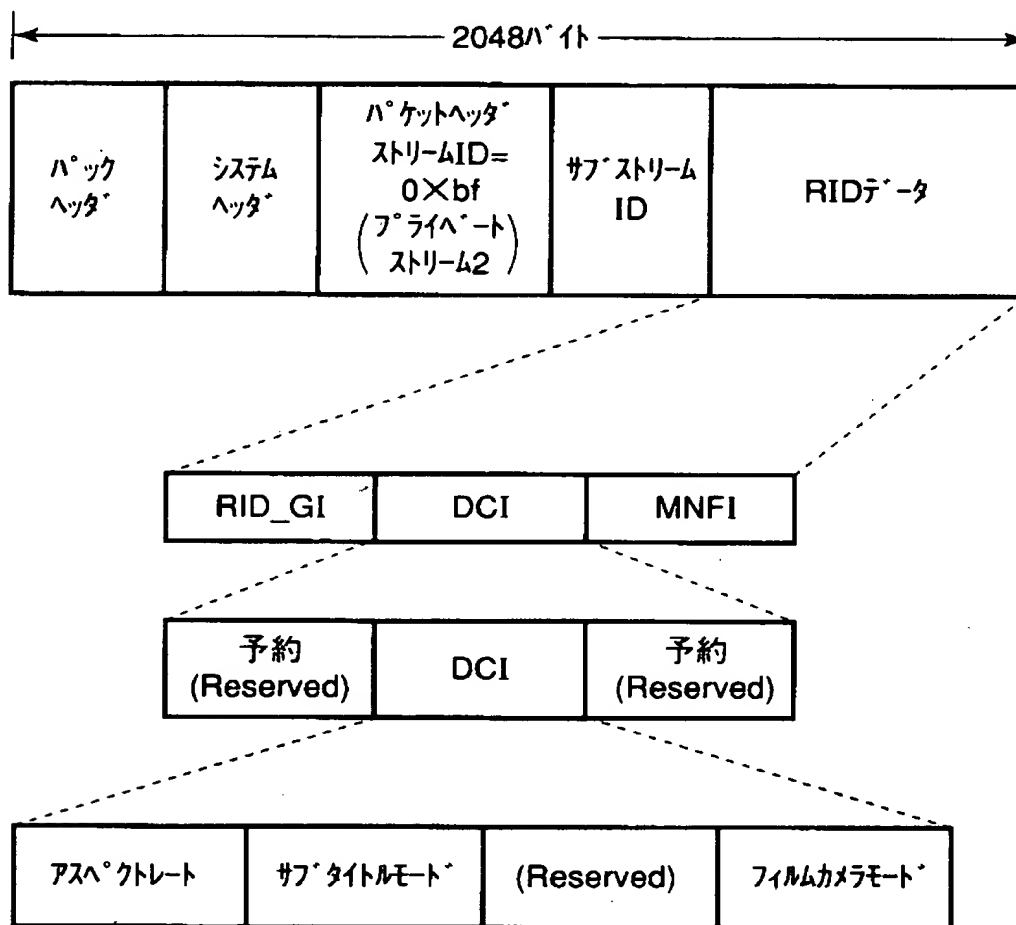 2048バイト
パック
ヘッダ
システム
ヘッダ
パケットヘッダ
ストリームID=
0×bf
(プライベート
ストリーム2)
サブストリーム
ID
RIDデータ
RID_GI
DCI
MNFI
予約
(Reserved)
DCI
予約
(Reserved)
アスペクトレート
サブタイトルモード
(Reserved)
フィルムカメラモード